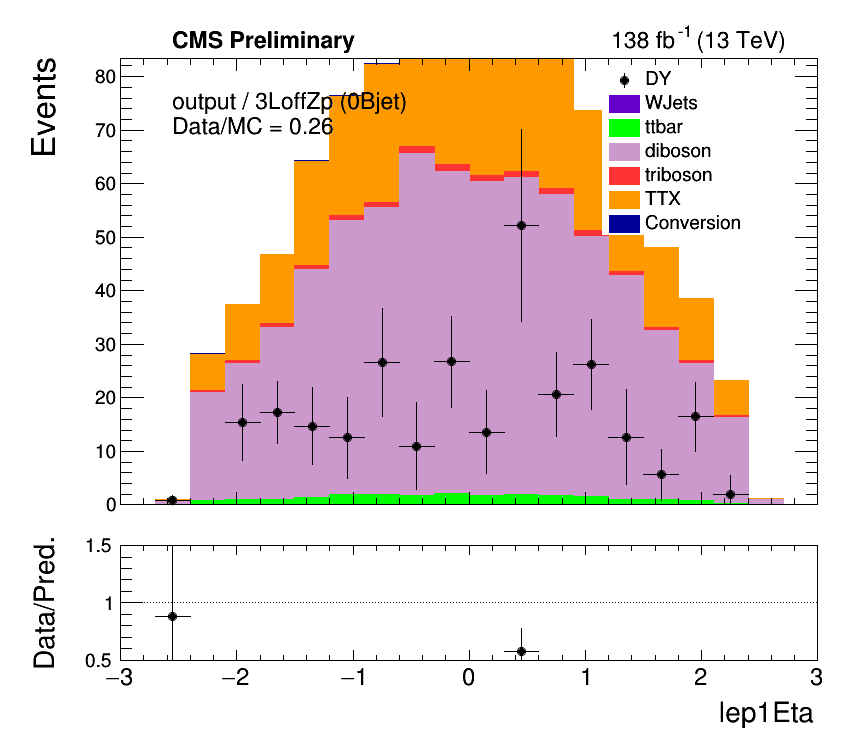 CMS Preliminary
138 fb-1 (13 TeV)
Events
output / 3LoffZp (0Bjet)
Data/MC = 0.26
DY
WJets
ttbar
diboson
triboson
TTX
Conversion
80
70
60
50
40
30
20
10
0
Data/Pred.
1.5
1
0.5
−3 −2 −1 0 1 2 3
lep1Eta